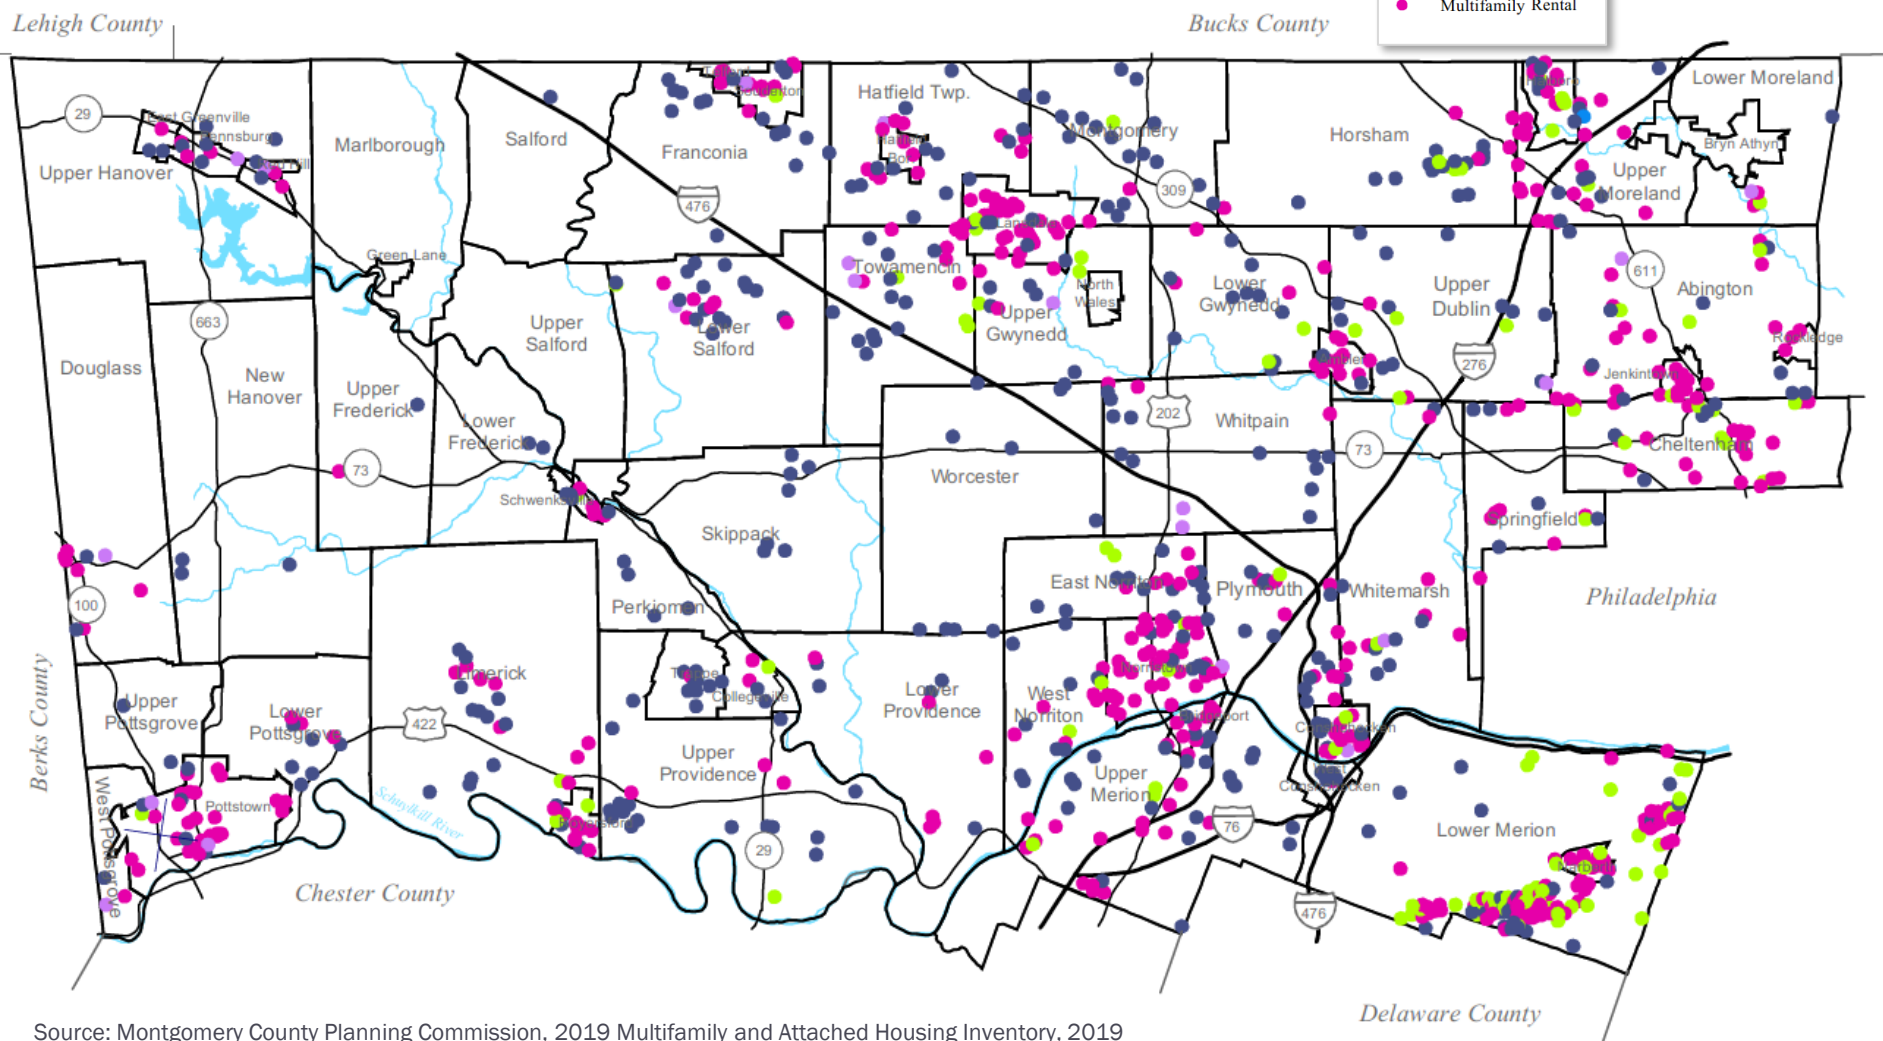 Lehigh County
Bucks County
Multifamily Rental
Lower Moreland
Hatfield Twp.
29
East Greenville
Pennsburg
Marlborough
Salford
Franconia
Montgomery
Horsham
Bryn Athyn
Upper Hanover
Upper
Moreland
476
309
Green Lane
Towamencin
North
Wales
Lower
Gwynedd
Upper
Dublin
611
Abington
663
Upper
Salford
Lower
Salford
Upper
Gwynedd
Rockledge
Douglass
New
Hanover
Upper
Frederick
276
Jenkintown
Lower
Frederick
202
Whitpain
73
Cheltenham
73
Worcester
Schwenksville
Skippack
Springfield
100
East Norriton
Plymouth
Whitemarsh
Philadelphia
Perkiomen
Berks County
Limerick
Trappe
Collegeville
Upper
Pottsgrove
Lower
Pottsgrove
422
Lower
Providence
West
Norriton
Norristown
Bridgeport
Conshohocken
Upper
Providence
Upper
Merion
West
Conshohocken
West Pottsgrove
Pottstown
Schuylkill River
Royersford
29
76
Lower Merion
Narberth
Chester County
476
Delaware County
Source: Montgomery County Planning Commission, 2019 Multifamily and Attached Housing Inventory, 2019